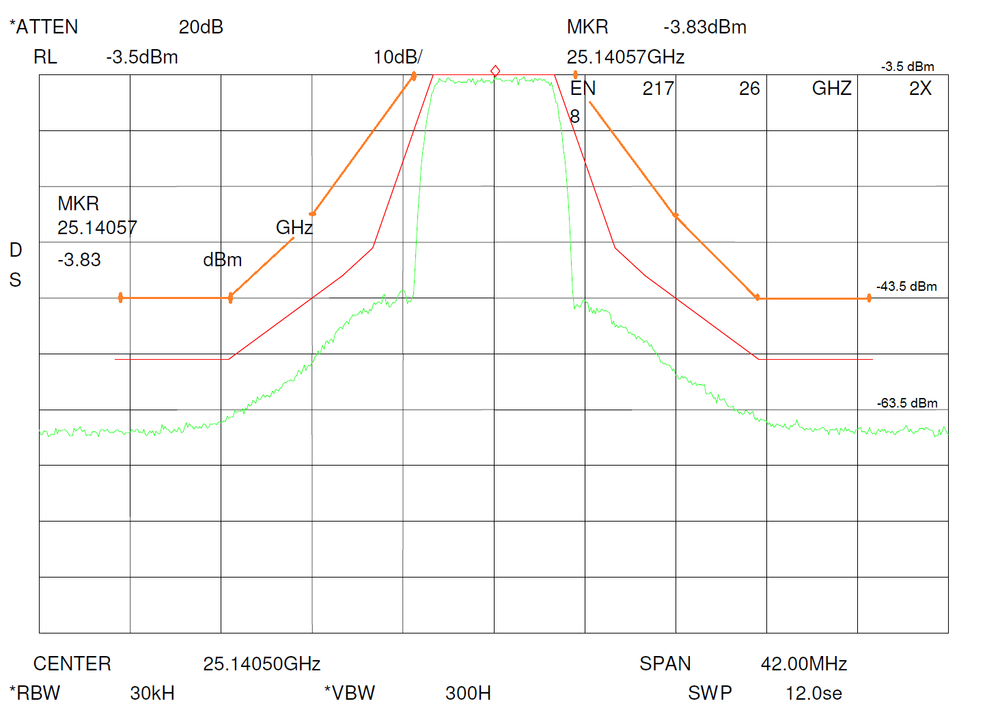 *ATTEN 20dB MKR -3.83dBm
RL -3.5dBm 10dB/ 25.14057GHz
-3.5 dBm
EN 217 26 GHZ 2X
8
MKR
25.14057 GHz
D
-3.83 dBm
S
-43.5 dBm
-63.5 dBm
CENTER 25.14050GHz SPAN 42.00MHz
*RBW 30kH *VBW 300H SWP 12.0se